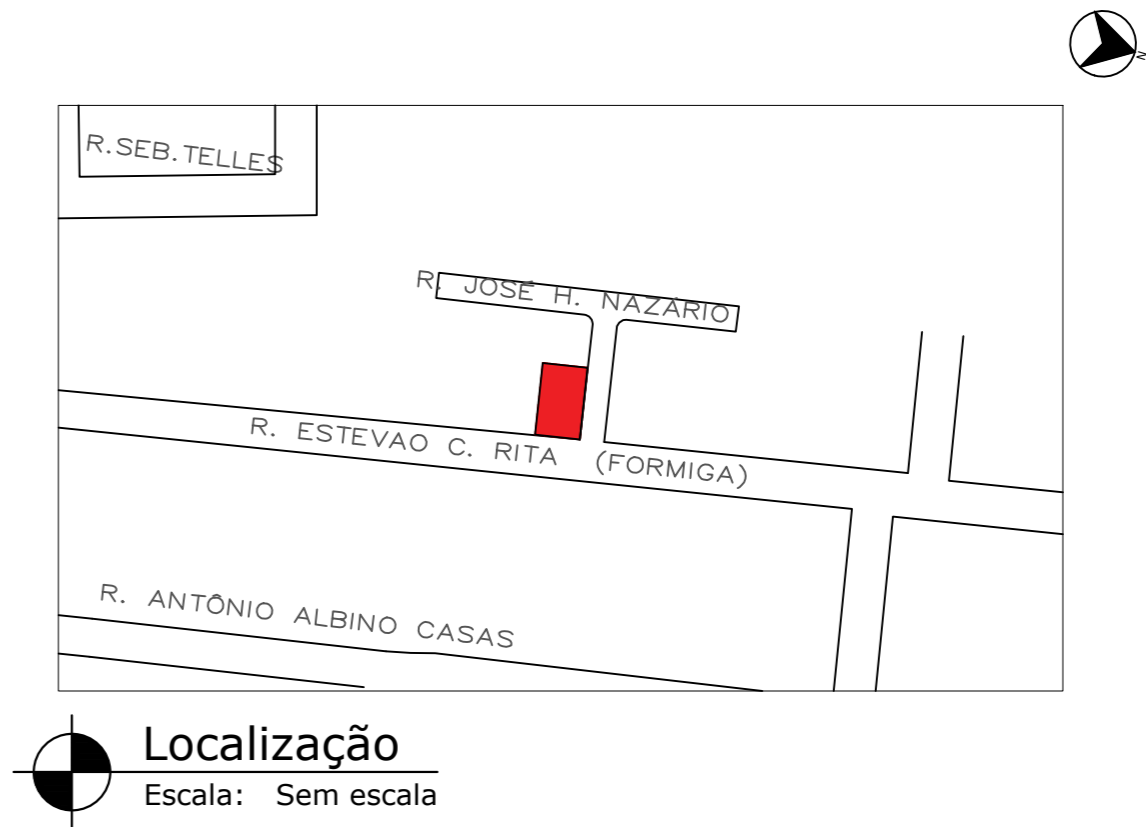 N
R.SEB.TELLES
R. JOSÉ H. NAZÁRIO
R. ESTEVAO C. RITA (FORMIGA)
R. ANTÔNIO ALBINO CASAS
Localização
Escala: Sem escala